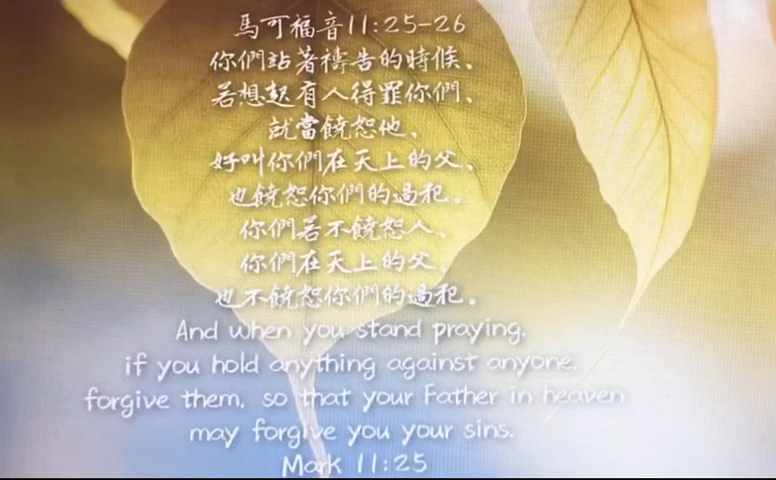 馬可福音11:25-26
你們站著禱告的時候、
若想起有人得罪你們、
就當饒恕他、
好叫你們在天上的父、
也饒恕你們的過犯。
你們若不饒恕人、
你們在天上的父、
也不饒恕你們的過犯。
And when you stand praying,
if you hold anything against anyone,
forgive them, so that your Father in heaven
may forgive you your sins.
Mark 11:25